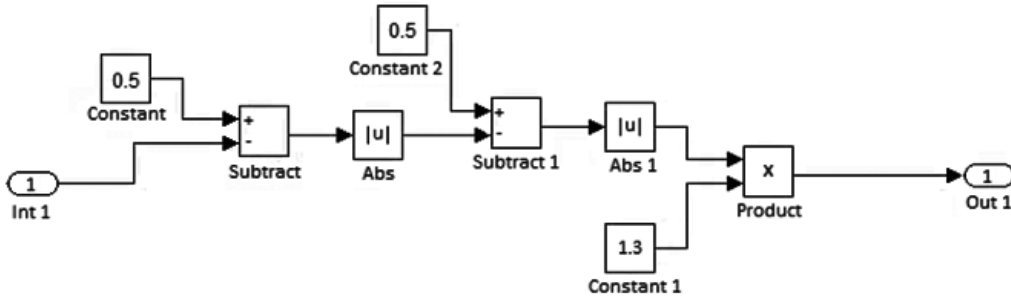 0.5
Constant 2
0.5
Constant
+
-
Subtract
|u|
Abs
+
-
Subtract 1
|u|
Abs 1
1
Int 1
x
Product
1
Out 1
1.3
Constant 1